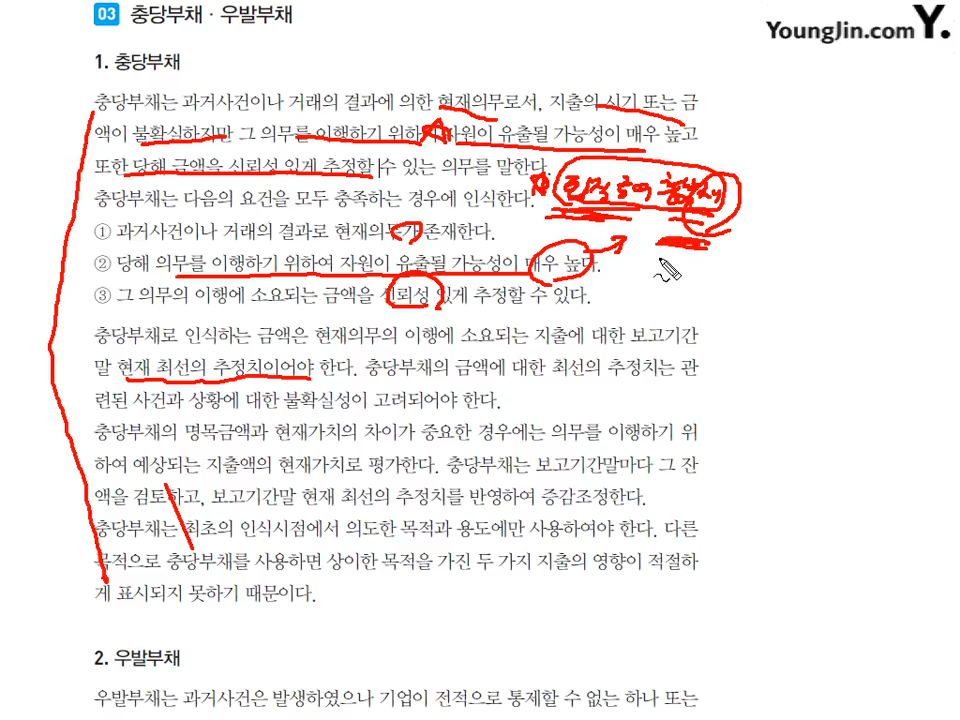 03 충당부채 · 우발부채
YoungJin.com Y.
1. 충당부채
충당부채는 과거사건이나 거래의 결과에 의한 현재의무로서, 지출의 시기 또는 금
액이 불확실하지만 그 의무를 이행하기 위하여 자원이 유출될 가능성이 매우 높고
또한 당해 금액을 신뢰성 있게 추정할 수 있는 의무를 말한다.
충당부채는 다음의 요건을 모두 충족하는 경우에 인식한다.
① 과거사건이나 거래의 결과로 현재의무가 존재한다.
② 당해 의무를 이행하기 위하여 자원이 유출될 가능성이 매우 높다.
③ 그 의무의 이행에 소요되는 금액을 신뢰성 있게 추정할 수 있다.
충당부채로 인식하는 금액은 현재의무의 이행에 소요되는 지출에 대한 보고기간
말 현재 최선의 추정치이어야 한다. 충당부채의 금액에 대한 최선의 추정치는 관
련된 사건과 상황에 대한 불확실성이 고려되어야 한다.
충당부채의 명목금액과 현재가치의 차이가 중요한 경우에는 의무를 이행하기 위
하여 예상되는 지출액의 현재가치로 평가한다. 충당부채는 보고기간말마다 그 잔
액을 검토하고, 보고기간말 현재 최선의 추정치를 반영하여 증감조정한다.
충당부채는 최초의 인식시점에서 의도한 목적과 용도에만 사용하여야 한다. 다른
목적으로 충당부채를 사용하면 상이한 목적을 가진 두 가지 지출의 영향이 적절하
게 표시되지 못하기 때문이다.
2. 우발부채
우발부채는 과거사건은 발생하였으나 기업이 전적으로 통제할 수 없는 하나 또는